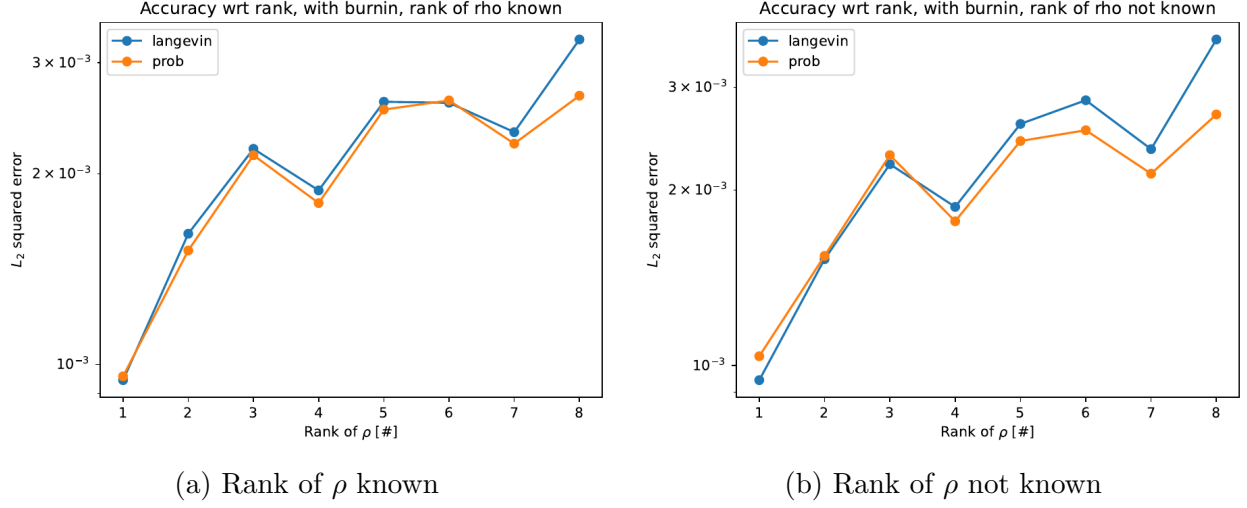 Accuracy wrt rank, with burnin, rank of rho known
langevin
prob
3 × 10⁻³
2 × 10⁻³
10⁻³
L₂ squared error
1 2 3 4 5 6 7 8
Rank of ρ [#]
(a) Rank of ρ known
Accuracy wrt rank, with burnin, rank of rho not known
langevin
prob
3 × 10⁻³
2 × 10⁻³
10⁻³
L₂ squared error
1 2 3 4 5 6 7 8
Rank of ρ [#]
(b) Rank of ρ not known